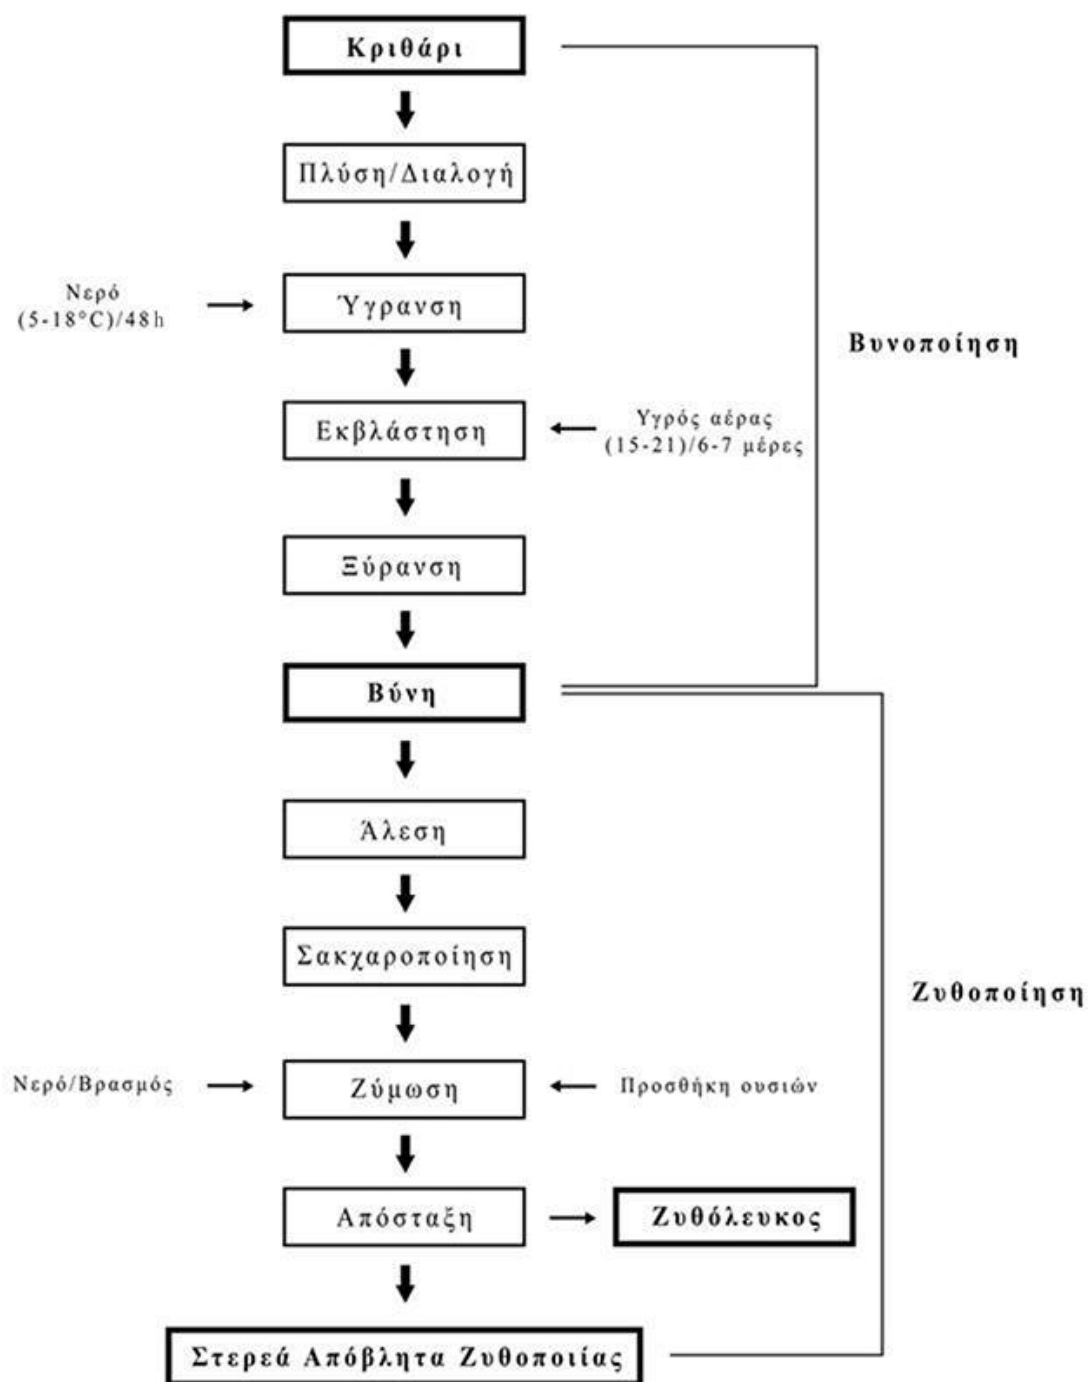 Κριθάρι
Πλύση/Διαλογή
Νερό
(5-18°C)/48h
Ύγρανση
Βυνοποίηση
Εκβλάστηση
Υγρός αέρας
(15-21)/6-7 μέρες
Ξύρανση
Βύνη
Άλεση
Σακχαροποίηση
Ζυθοποίηση
Νερό/Βρασμός
Ζύμωση
Προσθήκη ουσιών
Απόσταξη
Ζυθόλευκος
Στερεά Απόβλητα Ζυθοποιίας